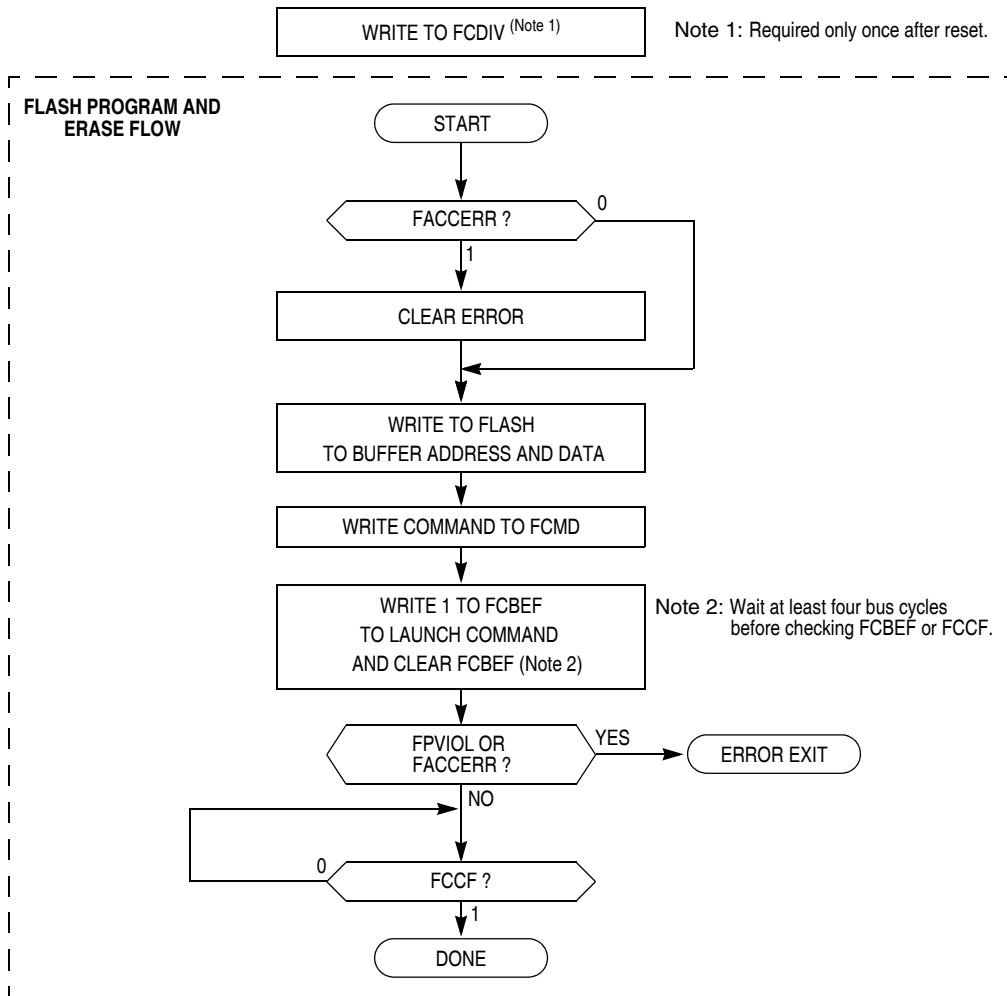 WRITE TO FCDIV (Note 1)
Note 1: Required only once after reset.
FLASH PROGRAM AND
ERASE FLOW
START
FACCERR ?
0
1
CLEAR ERROR
WRITE TO FLASH
TO BUFFER ADDRESS AND DATA
WRITE COMMAND TO FCMD
WRITE 1 TO FCBEF
TO LAUNCH COMMAND
AND CLEAR FCBEF (Note 2)
Note 2: Wait at least four bus cycles
before checking FCBEF or FCCF.
FPVIOL OR
FACCERR ?
YES
ERROR EXIT
NO
0
FCCF ?
1
DONE